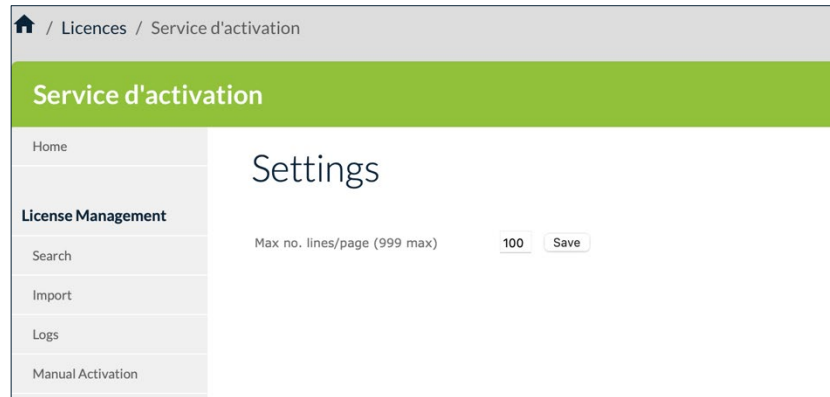 / Licences / Service d'activation
Service d'activation
Home
Settings
License Management
Max no. lines/page (999 max) 100 Save
Search
Import
Logs
Manual Activation